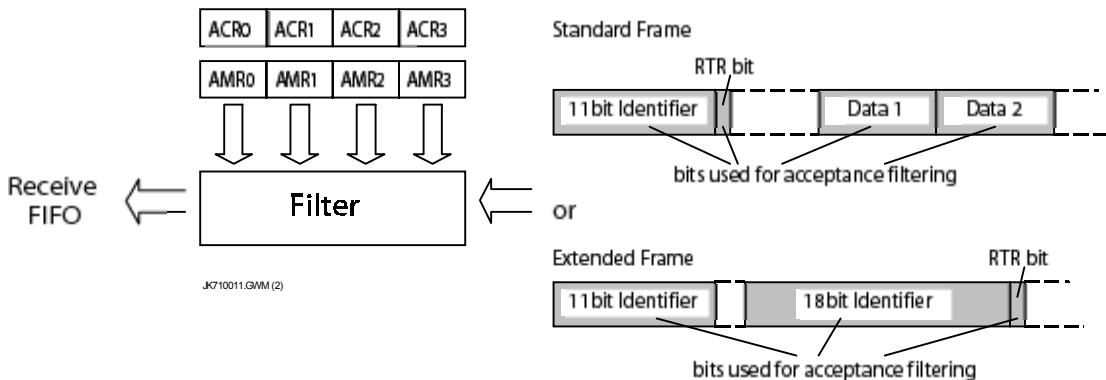 ACR0 ACR1 ACR2 ACR3
AMR0 AMR1 AMR2 AMR3
Filter
Receive
FIFO
JK710011.GWM (2)
Standard Frame
RTR bit
11bit Identifier
Data 1
Data 2
bits used for acceptance filtering
or
Extended Frame
RTR bit
11bit Identifier
18bit Identifier
bits used for acceptance filtering